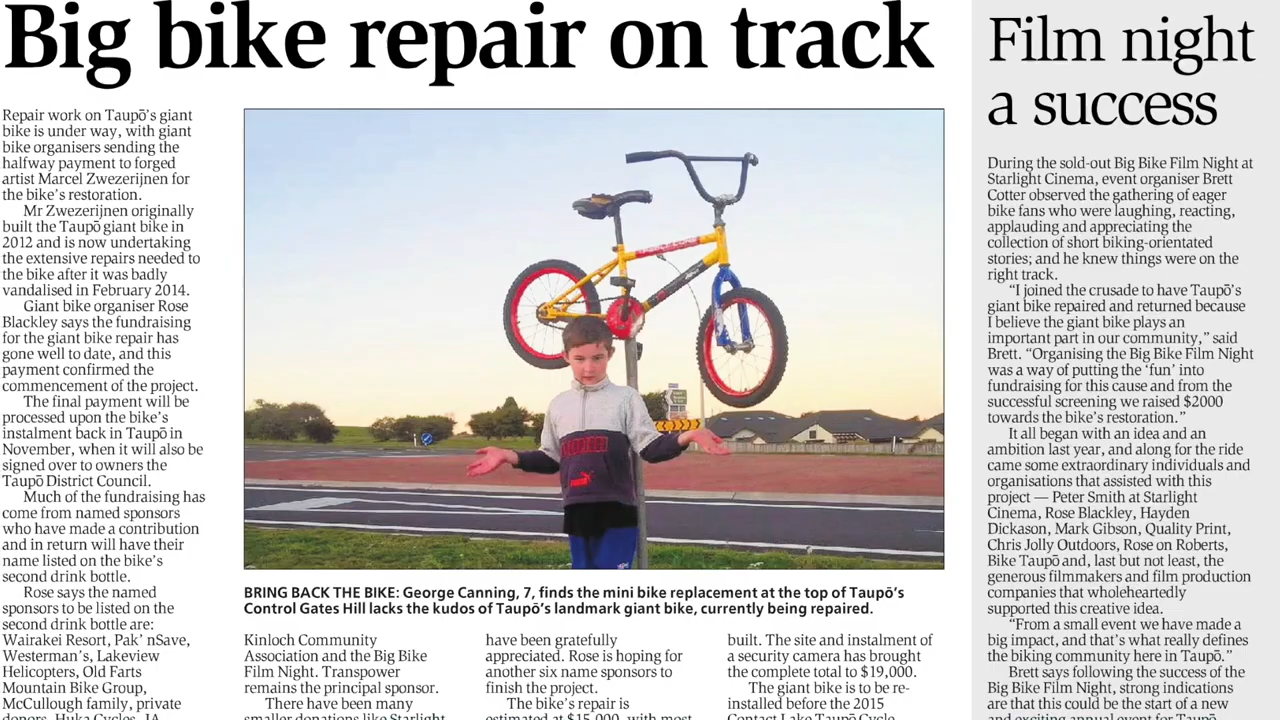 Big bike repair on track
Repair work on Taupō's giant
bike is under way, with giant
bike organisers sending the
halfway payment to forged
artist Marcel Zwezerijnen for
the bike's restoration.
Mr Zwezerijnen originally
built the Taupō giant bike in
2012 and is now undertaking
the extensive repairs needed to
the bike after it was badly
vandalised in February 2014.
Giant bike organiser Rose
Blackley says the fundraising
for the giant bike repair has
gone well to date, and this
payment confirmed the
commencement of the project.
The final payment will be
processed upon the bike's
instalment back in Taupō in
November, when it will also be
signed over to owners the
Taupō District Council.
Much of the fundraising has
come from named sponsors
who have made a contribution
and in return will have their
name listed on the bike's
second drink bottle.
Rose says the named
sponsors to be listed on the
second drink bottle are:
Wairakei Resort, Pak' nSave,
Westerman's, Lakeview
Helicopters, Old Farts
Mountain Bike Group,
McCullough family, private
donors, Huka Cycles, JA
BRING BACK THE BIKE: George Canning, 7, finds the mini bike replacement at the top of Taupō's
Control Gates Hill lacks the kudos of Taupō's landmark giant bike, currently being repaired.
Kinloch Community
Association and the Big Bike
Film Night. Transpower
remains the principal sponsor.
There have been many
smaller donations like Starlight
have been gratefully
appreciated. Rose is hoping for
another six name sponsors to
finish the project.
The bike's repair is
estimated at $15,000, with most
built. The site and instalment of
a security camera has brought
the complete total to $19,000.
The giant bike is to be re-
installed before the 2015
Contact Lake Taupō Cycle
Film night
a success
During the sold-out Big Bike Film Night at
Starlight Cinema, event organiser Brett
Cotter observed the gathering of eager
bike fans who were laughing, reacting,
applauding and appreciating the
collection of short biking-orientated
stories; and he knew things were on the
right track.
"I joined the crusade to have Taupō's
giant bike repaired and returned because
I believe the giant bike plays an
important part in our community," said
Brett. "Organising the Big Bike Film Night
was a way of putting the 'fun' into
fundraising for this cause and from the
successful screening we raised $2000
towards the bike's restoration."
It all began with an idea and an
ambition last year, and along for the ride
came some extraordinary individuals and
organisations that assisted with this
project — Peter Smith at Starlight
Cinema, Rose Blackley, Hayden
Dickason, Mark Gibson, Quality Print,
Chris Jolly Outdoors, Rose on Roberts,
Bike Taupō and, last but not least, the
generous filmmakers and film production
companies that wholeheartedly
supported this creative idea.
"From a small event we have made a
big impact, and that's what really defines
the biking community here in Taupō."
Brett says following the success of the
Big Bike Film Night, strong indications
are that this could be the start of a new
and exciting annual event for Taupō